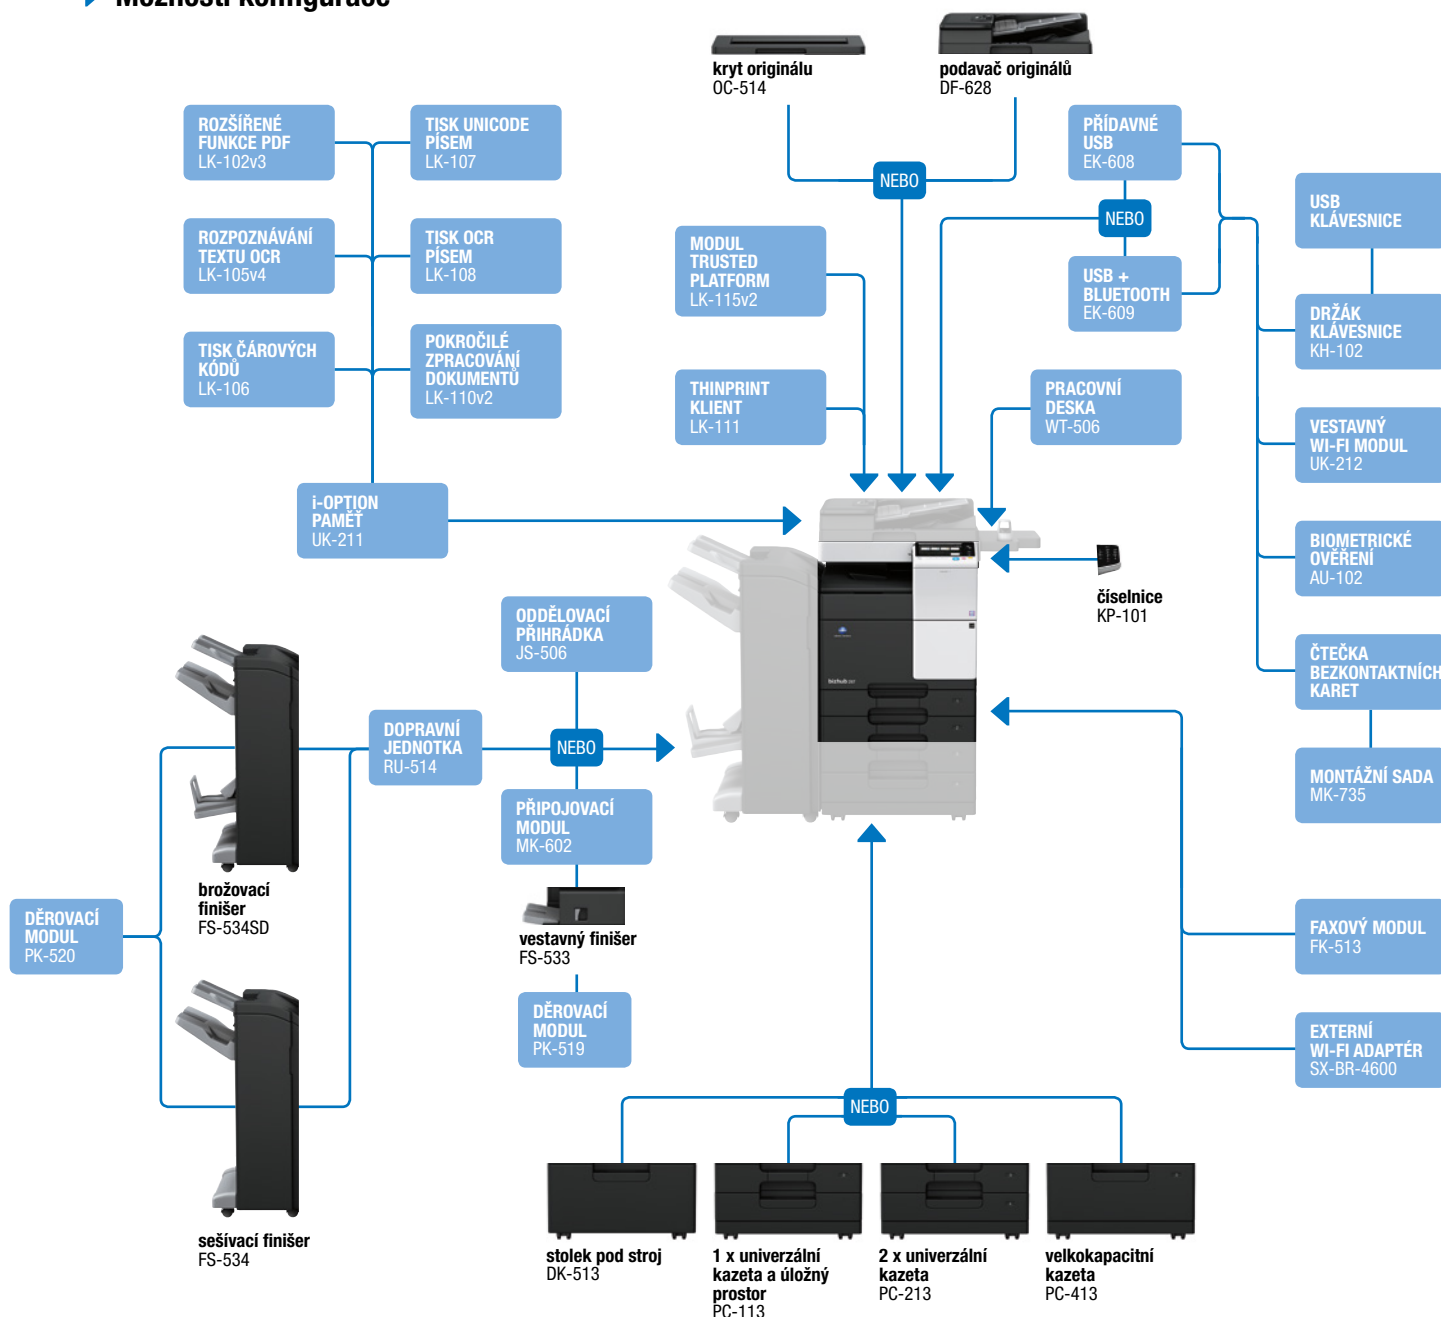 Možnosti konfigurace
kryt originálu
OC-514
podavač originálů
DF-628
ROZŠÍŘENÉ
FUNKCE PDF
LK-102v3
TISK UNICODE
PÍSEM
LK-107
PŘÍDAVNÉ
USB
EK-608
NEBO
USB
KLÁVESNICE
ROZPOZNÁVÁNÍ
TEXTU OCR
LK-105v4
TISK OCR
PÍSEM
LK-108
MODUL
TRUSTED
PLATFORM
LK-115v2
NEBO
USB +
BLUETOOTH
EK-609
DRŽÁK
KLÁVESNICE
KH-102
TISK ČÁROVÝCH
KÓDŮ
LK-106
POKROČILÉ
ZPRACOVÁNÍ
DOKUMENTŮ
LK-110v2
THINPRINT
KLIENT
LK-111
PRACOVNÍ
DESKA
WT-506
VESTAVNÝ
WI-FI MODUL
UK-212
i-OPTION
PAMĚŤ
UK-211
BIOMETRICKÉ
OVĚŘENÍ
AU-102
číselnice
KP-101
ODDĚLOVACÍ
PŘIHRÁDKA
JS-506
ČTEČKA
BEZKONTAKTNÍCH
KARET
bizhub
DOPRAVNÍ
JEDNOTKA
RU-514
NEBO
MONTÁŽNÍ SADA
MK-735
PŘIPOJOVACÍ
MODUL
MK-602
brožovací
finišer
FS-534SD
DĚROVACÍ
MODUL
PK-520
vestavný finišer
FS-533
FAXOVÝ MODUL
FK-513
DĚROVACÍ
MODUL
PK-519
EXTERNÍ
WI-FI ADAPTÉR
SX-BR-4600
NEBO
sešívací finišer
FS-534
stolek pod stroj
DK-513
1 x univerzální
kazeta a úložný
prostor
PC-113
2 x univerzální
kazeta
PC-213
velkokapacitní
kazeta
PC-413